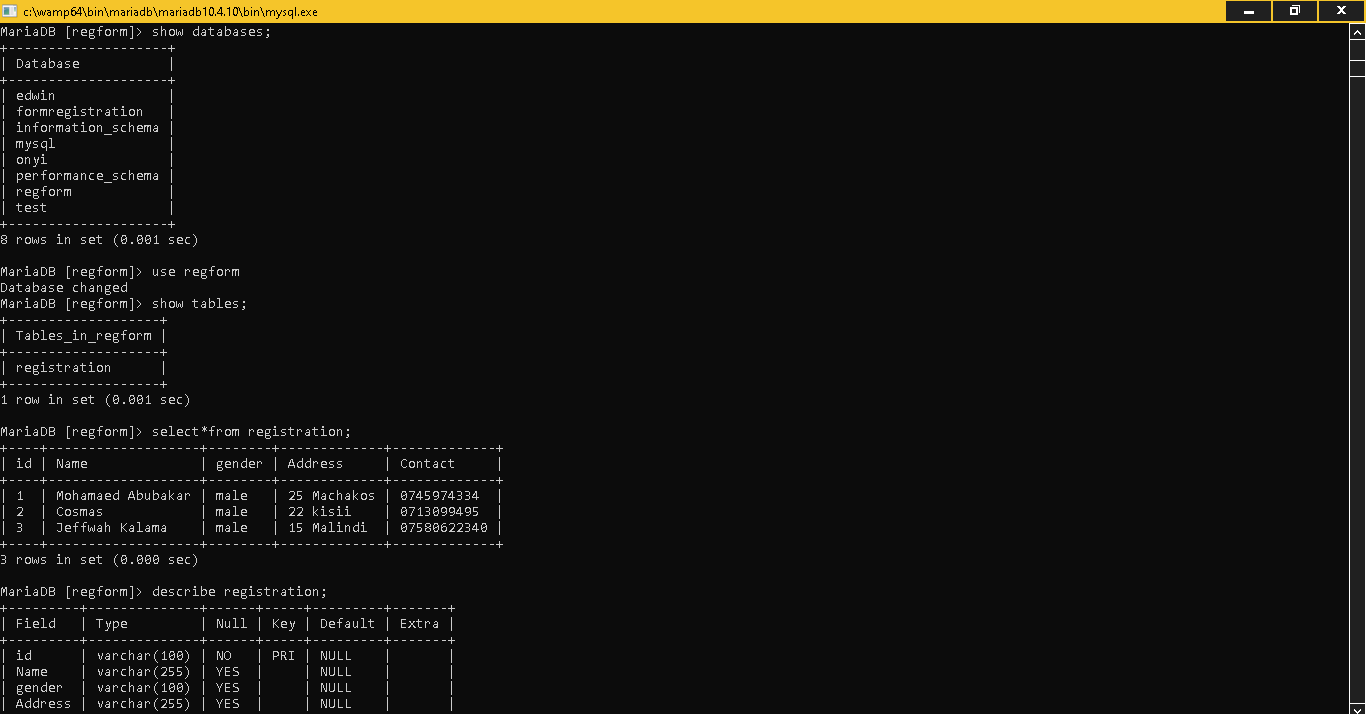 c:\wamp64\bin\mariadb\mariadb10.4.10\bin\mysql.exe
MariaDB [regform]> show databases;
+--------------------+
| Database           |
+--------------------+
| edwin              |
| formregistration   |
| information_schema |
| mysql              |
| onyi               |
| performance_schema |
| regform            |
| test               |
+--------------------+
8 rows in set (0.001 sec)
MariaDB [regform]> use regform
Database changed
MariaDB [regform]> show tables;
+-------------------+
| Tables_in_regform |
+-------------------+
| registration      |
+-------------------+
1 row in set (0.001 sec)
MariaDB [regform]> select*from registration;
+----+-------------------+--------+-------------+-------------+
| id | Name              | gender | Address     | Contact     |
+----+-------------------+--------+-------------+-------------+
| 1  | Mohamaed Abubakar | male   | 25 Machakos | 0745974334  |
| 2  | Cosmas            | male   | 22 kisii    | 0713099495  |
| 3  | Jeffwah Kalama    | male   | 15 Malindi  | 07580622340 |
+----+-------------------+--------+-------------+-------------+
3 rows in set (0.000 sec)
MariaDB [regform]> describe registration;
+---------+--------------+------+-----+---------+-------+
| Field   | Type         | Null | Key | Default | Extra |
+---------+--------------+------+-----+---------+-------+
| id      | varchar(100) | NO   | PRI | NULL    |       |
| Name    | varchar(255) | YES  |     | NULL    |       |
| gender  | varchar(100) | YES  |     | NULL    |       |
| Address | varchar(255) | YES  |     | NULL    |       |